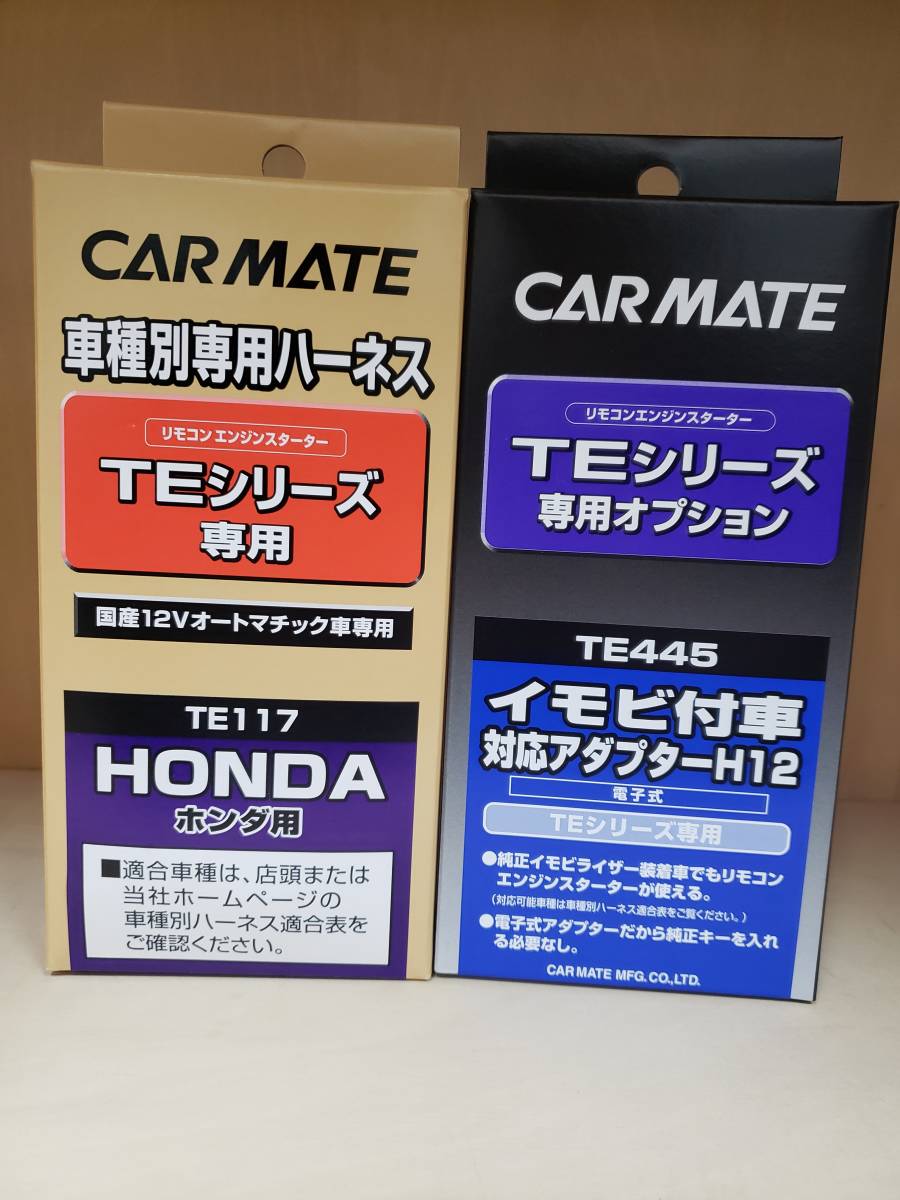 CAR MATE
車種別専用ハーネス
リモコンエンジンスターター
TEシリーズ
専用
国産12Vオートマチック車専用
TE117
HONDA
ホンダ用
■適合車種は、店頭または
当社ホームページの
車種別ハーネス適合表を
ご確認ください。
CAR MATE
リモコンエンジンスターター
TEシリーズ
専用オプション
TE445
イモビ付車
対応アダプターH12
電子式
TEシリーズ専用
●純正イモビライザー装着車でもリモコン
エンジンスターターが使える。
(対応可能車種は車種別ハーネス適合表をご覧ください。)
●電子式アダプターだから純正キーを入れ
る必要なし。
CAR MATE MFG. CO.,LTD.